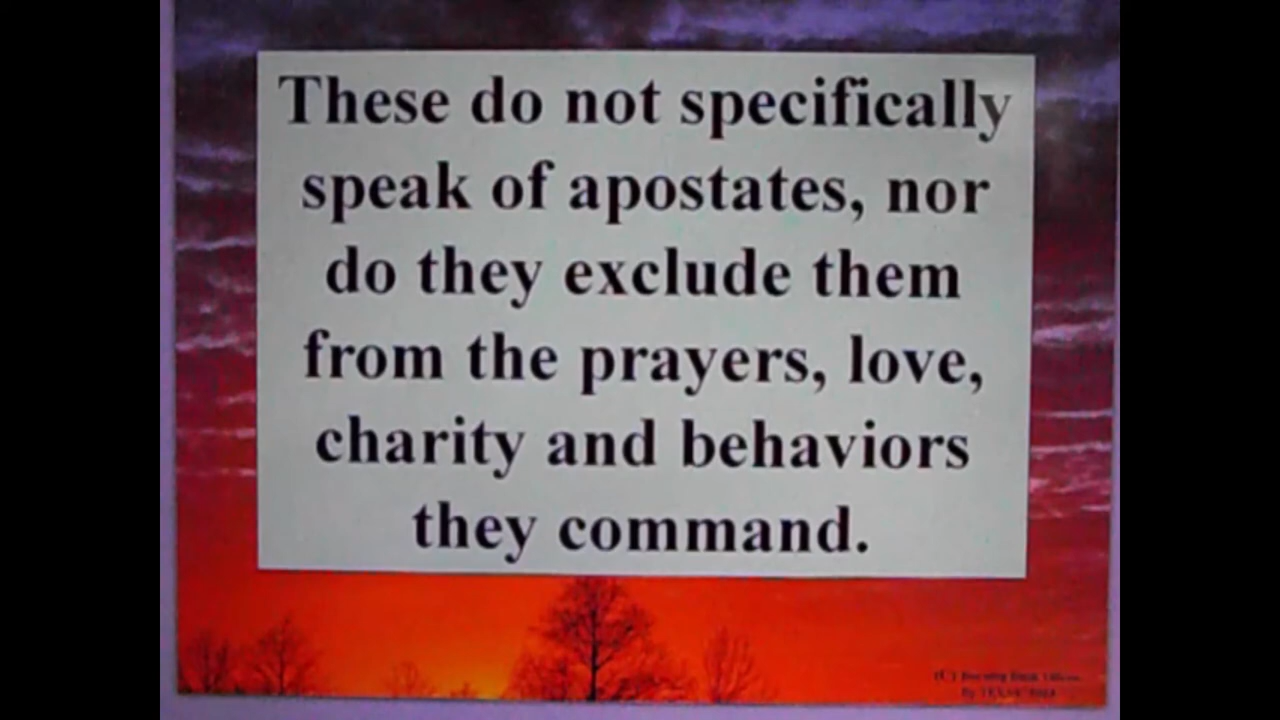 These do not specifically
speak of apostates, nor
do they exclude them
from the prayers, love,
charity and behaviors
they command.